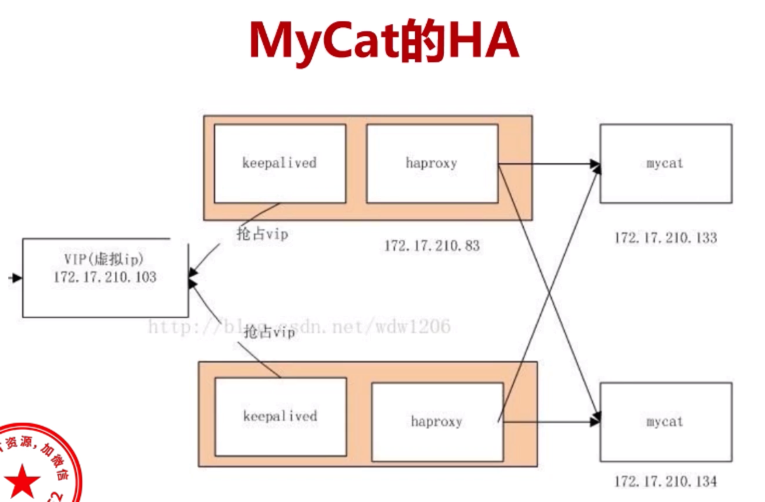 MyCat的HA
keepalived
haproxy
mycat
抢占vip
172.17.210.83
172.17.210.133
VIP(虚拟ip)
172.17.210.103
http://blog.csdn.net/wdw1206
抢占vip
keepalived
haproxy
mycat
172.17.210.134
资源,加微信